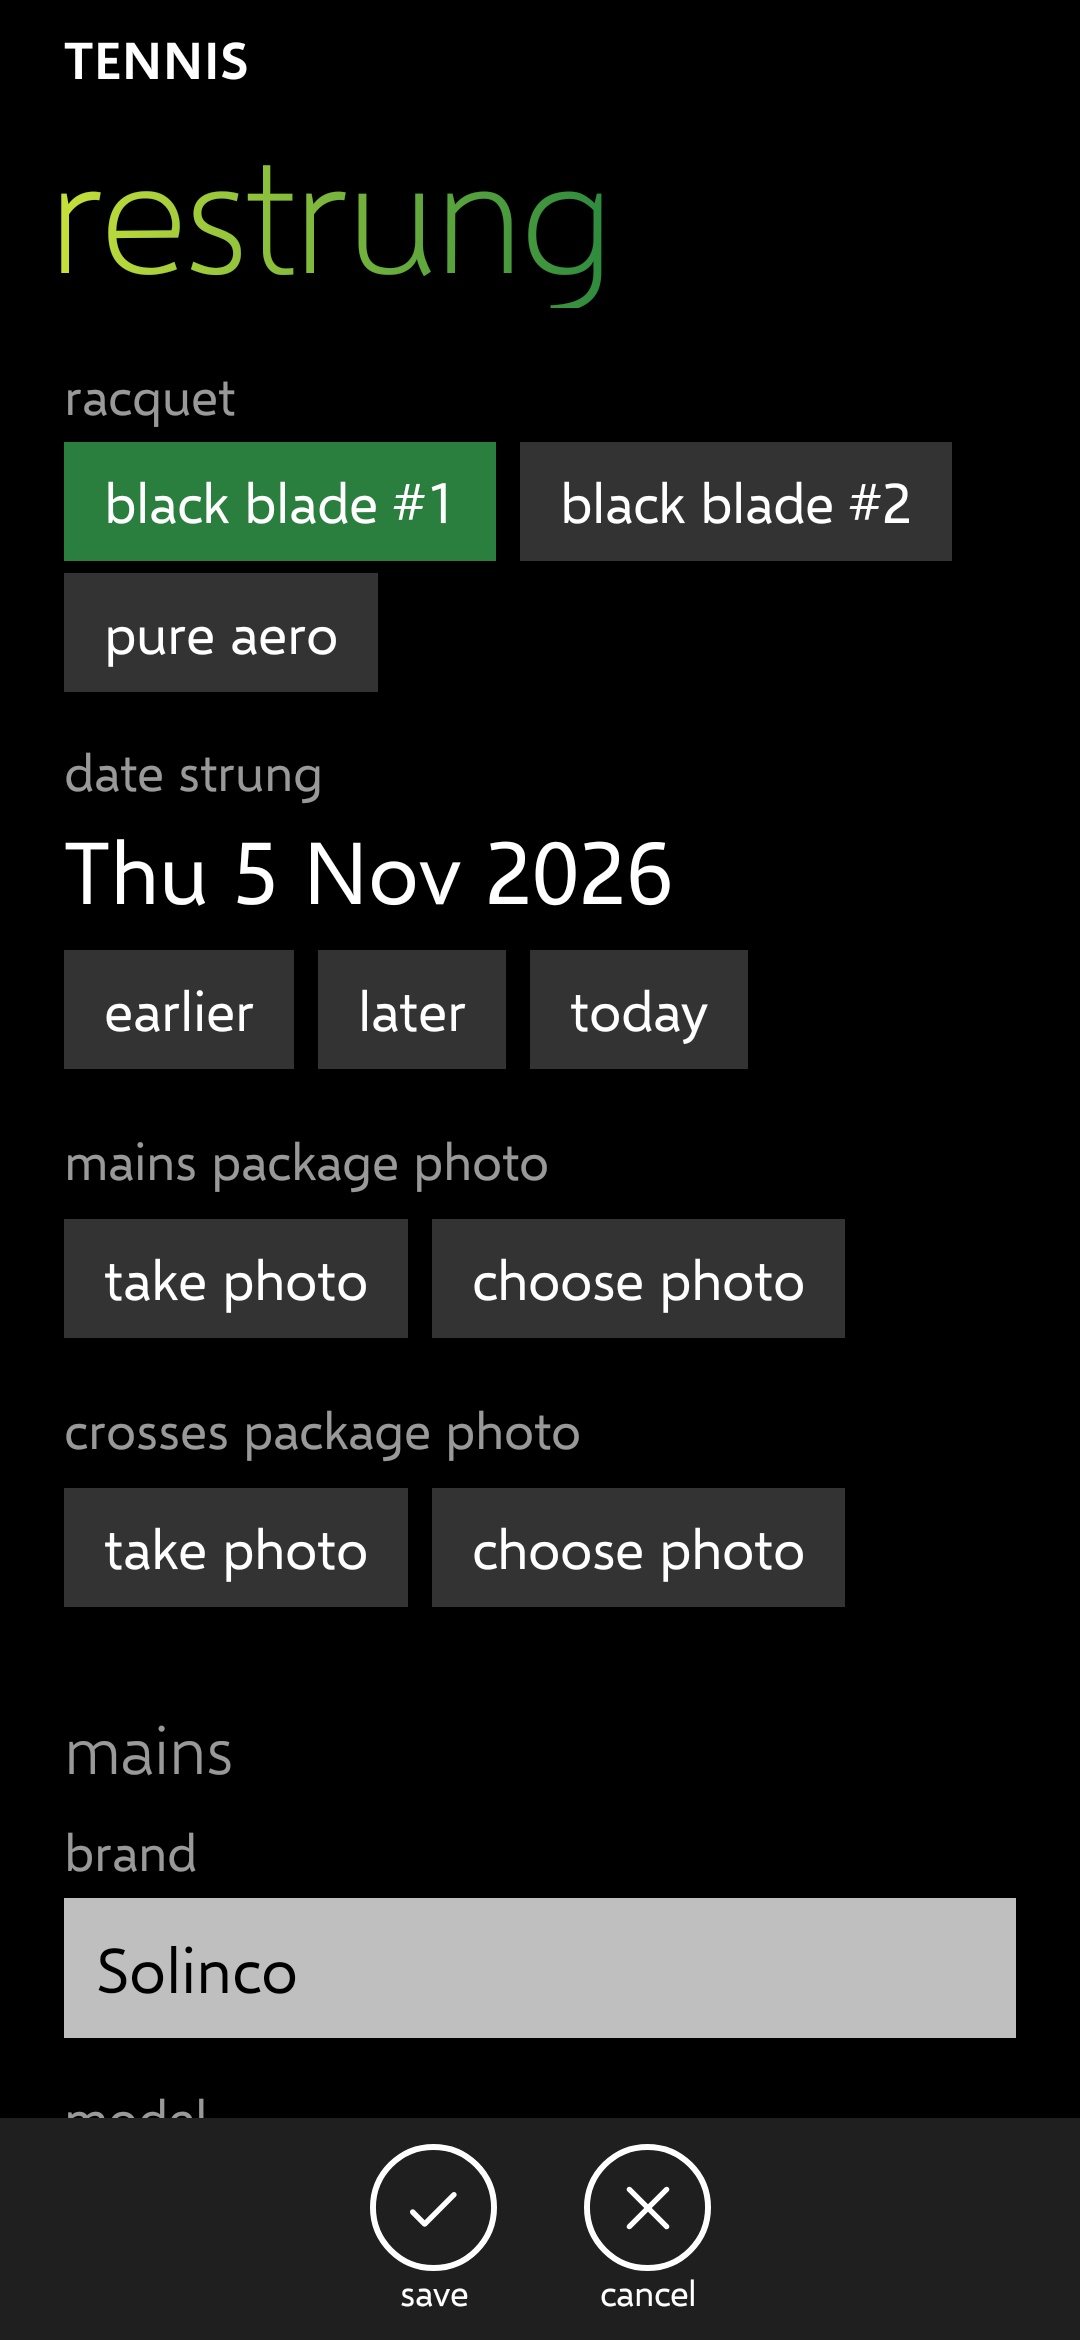 TENNIS
restrung
racquet
black blade #1 black blade #2
pure aero
date strung
Thu 5 Nov 2026
earlier later today
mains package photo
take photo choose photo
crosses package photo
take photo choose photo
mains
brand
Solinco
model
save cancel